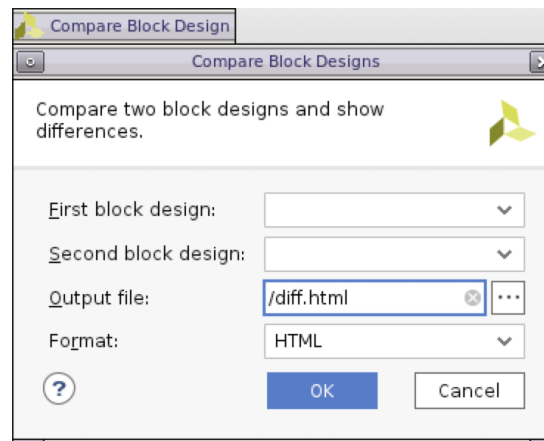 Compare Block Design
Compare Block Designs
Compare two block designs and show
differences.
First block design:
Second block design:
Output file:
/diff.html
...
Format:
HTML
?
OK
Cancel